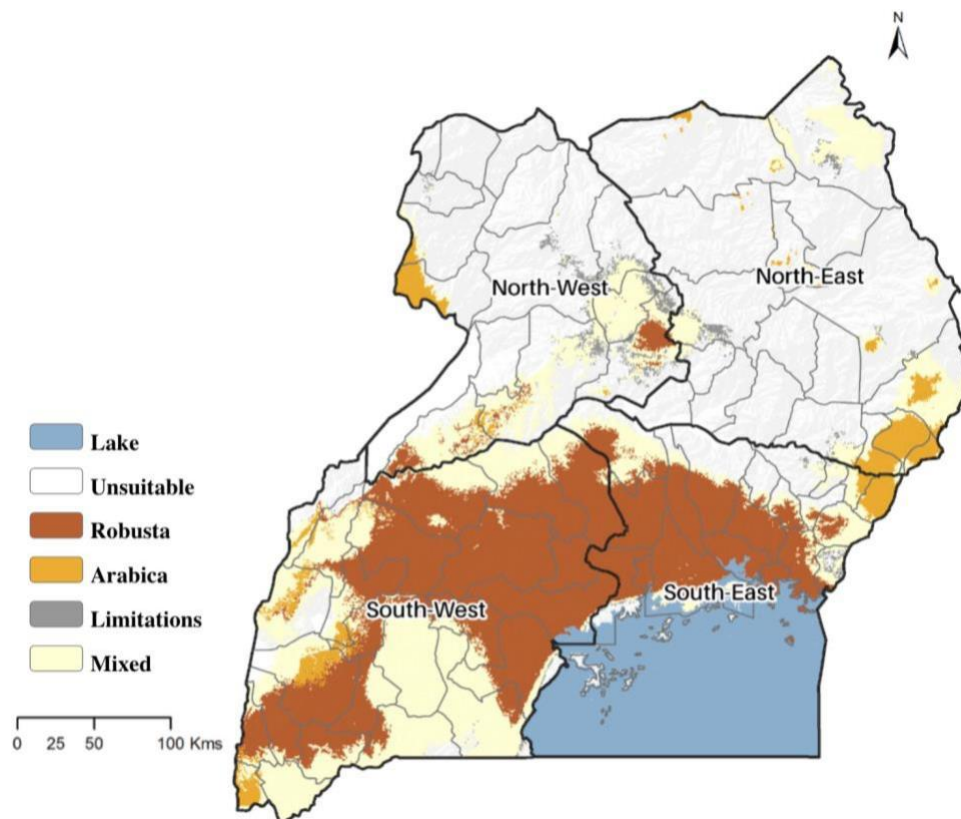 N
North-West
North-East
Lake
Unsuitable
Robusta
Arabica
Limitations
Mixed
South-West
South-East
0 25 50 100 Kms